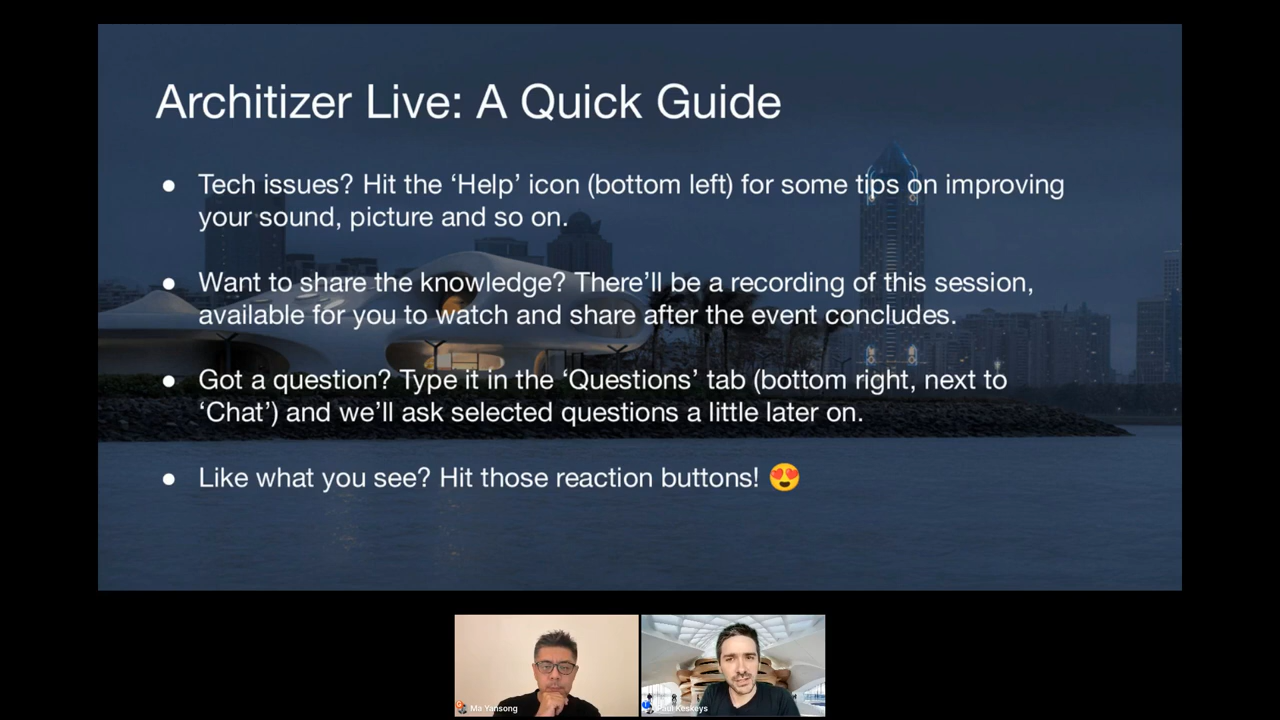 Architizer Live: A Quick Guide
● Tech issues? Hit the ‘Help’ icon (bottom left) for some tips on improving
your sound, picture and so on.
● Want to share the knowledge? There’ll be a recording of this session,
available for you to watch and share after the event concludes.
● Got a question? Type it in the ‘Questions’ tab (bottom right, next to
‘Chat’) and we’ll ask selected questions a little later on.
● Like what you see? Hit those reaction buttons! 😍
Ma Yansong
Paul Keskeys